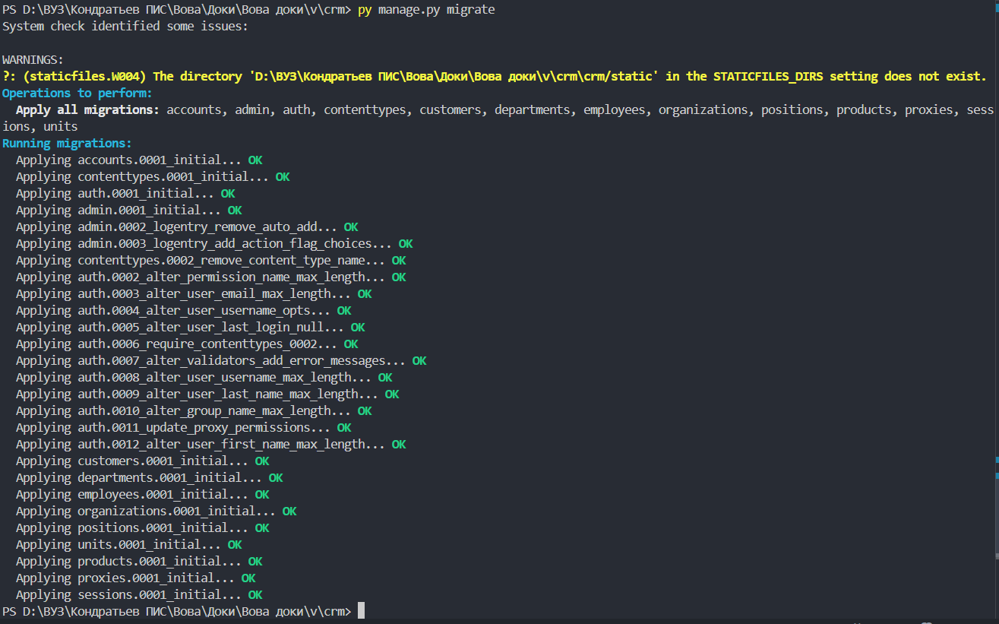 PS D:\ВУЗ\Кондратьев ПИС\Вова\Доки\Вова доки\v\crm> py manage.py migrate
System check identified some issues:
WARNINGS:
?: (staticfiles.W004) The directory 'D:\ВУЗ\Кондратьев ПИС\Вова\Доки\Вова доки\v\crm\crm/static' in the STATICFILES_DIRS setting does not exist.
Operations to perform:
Apply all migrations: accounts, admin, auth, contenttypes, customers, departments, employees, organizations, positions, products, proxies, sess
ions, units
Running migrations:
Applying accounts.0001_initial... OK
Applying contenttypes.0001_initial... OK
Applying auth.0001_initial... OK
Applying admin.0001_initial... OK
Applying admin.0002_logentry_remove_auto_add... OK
Applying admin.0003_logentry_add_action_flag_choices... OK
Applying contenttypes.0002_remove_content_type_name... OK
Applying auth.0002_alter_permission_name_max_length... OK
Applying auth.0003_alter_user_email_max_length... OK
Applying auth.0004_alter_user_username_opts... OK
Applying auth.0005_alter_user_last_login_null... OK
Applying auth.0006_require_contenttypes_0002... OK
Applying auth.0007_alter_validators_add_error_messages... OK
Applying auth.0008_alter_user_username_max_length... OK
Applying auth.0009_alter_user_last_name_max_length... OK
Applying auth.0010_alter_group_name_max_length... OK
Applying auth.0011_update_proxy_permissions... OK
Applying auth.0012_alter_user_first_name_max_length... OK
Applying customers.0001_initial... OK
Applying departments.0001_initial... OK
Applying employees.0001_initial... OK
Applying organizations.0001_initial... OK
Applying positions.0001_initial... OK
Applying units.0001_initial... OK
Applying products.0001_initial... OK
Applying proxies.0001_initial... OK
Applying sessions.0001_initial... OK
PS D:\ВУЗ\Кондратьев ПИС\Вова\Доки\Вова доки\v\crm>